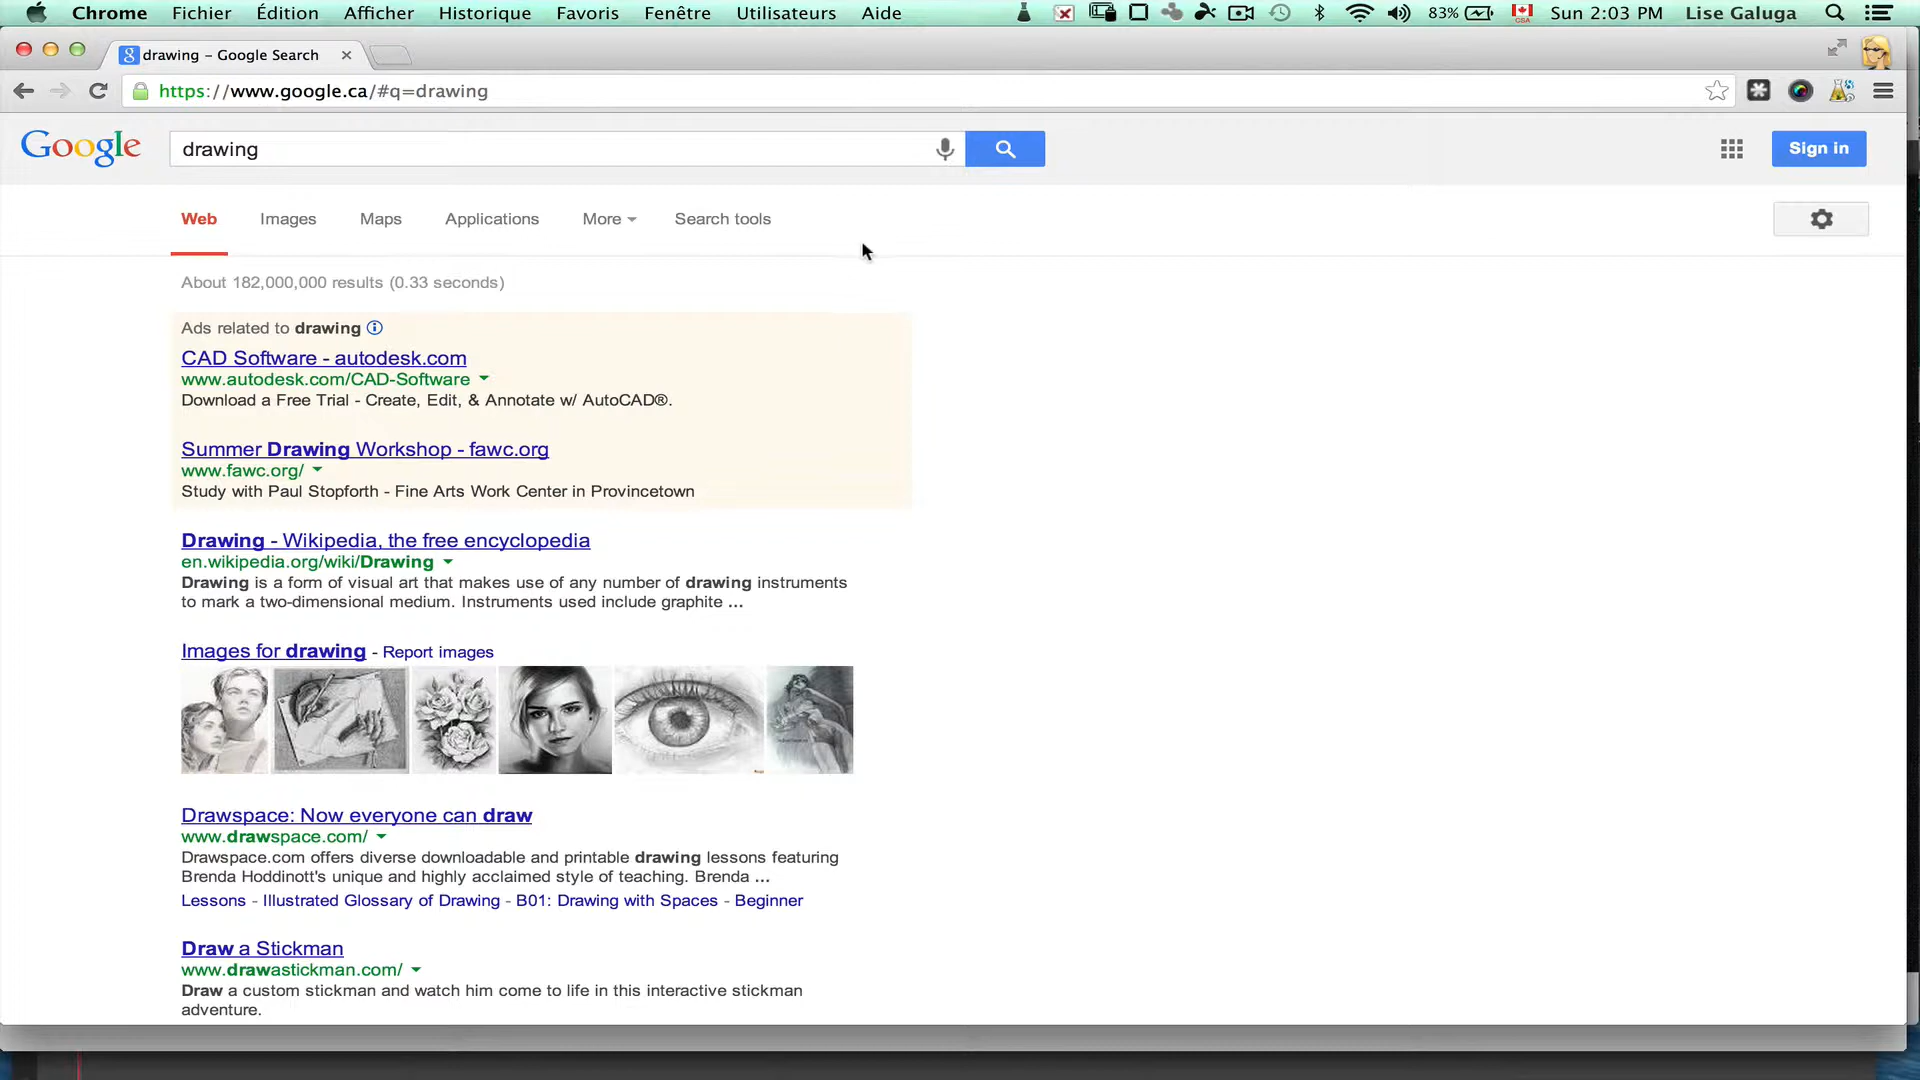 Chrome Fichier Édition Afficher Historique Favoris Fenêtre Utilisateurs Aide 83% Sun 2:03 PM Lise Galuga
drawing – Google Search
https://www.google.ca/#q=drawing
Google drawing Sign in
Web Images Maps Applications More Search tools
About 182,000,000 results (0.33 seconds)
Ads related to drawing
CAD Software - autodesk.com
www.autodesk.com/CAD-Software
Download a Free Trial - Create, Edit, & Annotate w/ AutoCAD®.
Summer Drawing Workshop - fawc.org
www.fawc.org/
Study with Paul Stopforth - Fine Arts Work Center in Provincetown
Drawing - Wikipedia, the free encyclopedia
en.wikipedia.org/wiki/Drawing
Drawing is a form of visual art that makes use of any number of drawing instruments
to mark a two-dimensional medium. Instruments used include graphite ...
Images for drawing - Report images
Drawspace: Now everyone can draw
www.drawspace.com/
Drawspace.com offers diverse downloadable and printable drawing lessons featuring
Brenda Hoddinott's unique and highly acclaimed style of teaching. Brenda ...
Lessons - Illustrated Glossary of Drawing - B01: Drawing with Spaces - Beginner
Draw a Stickman
www.drawastickman.com/
Draw a custom stickman and watch him come to life in this interactive stickman
adventure.